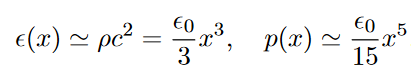 ϵ(x) ≃ ρc² = ϵ₀/3 x³, p(x) ≃ ϵ₀/15 x⁵